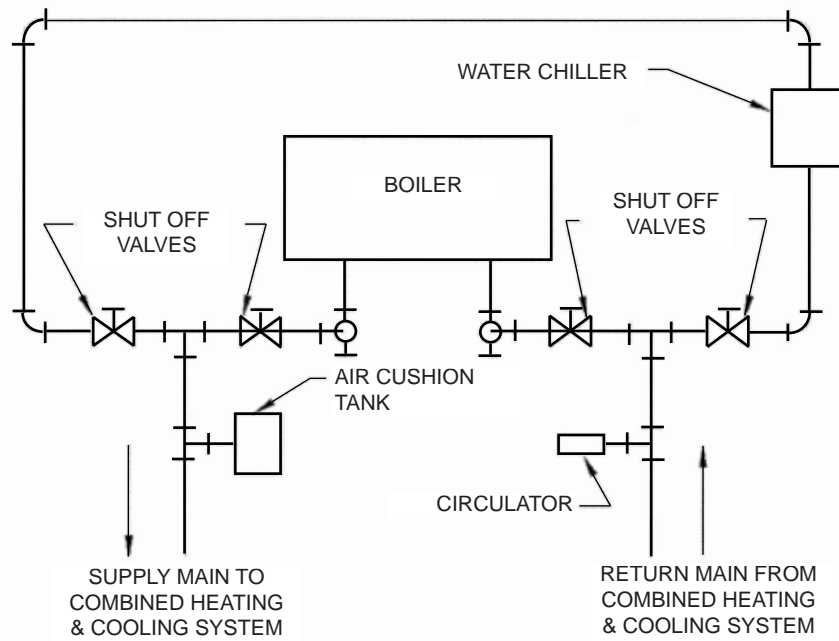 WATER CHILLER
BOILER
SHUT OFF
VALVES
SHUT OFF
VALVES
AIR CUSHION
TANK
CIRCULATOR
SUPPLY MAIN TO
COMBINED HEATING
& COOLING SYSTEM
RETURN MAIN FROM
COMBINED HEATING
& COOLING SYSTEM